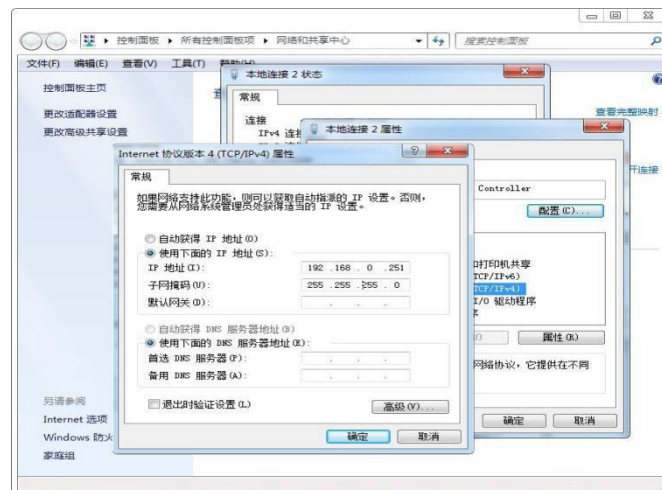 控制面板 ▸ 所有控制面板项 ▸ 网络和共享中心
搜索控制面板
文件(F) 编辑(E) 查看(V) 工具(T)
控制面板主页
更改适配器设置
更改高级共享设置
查看完整映射
另请参阅
Internet 选项
Windows 防火
家庭组
本地连接 2 状态
常规
连接
IPv4 连接
本地连接 2 属性
Controller
配置(C)...
打印机共享
TCP/IPv6)
TCP/IPv4)
I/O 驱动程序
属性(R)
网络协议，它提供在不同
确定 取消
Internet 协议版本 4 (TCP/IPv4) 属性
常规
如果网络支持此功能，则可以获取自动指派的 IP 设置。否则，
您需要从网络系统管理员处获得适当的 IP 设置。
自动获得 IP 地址(O)
使用下面的 IP 地址(S):
IP 地址(I): 192 .168 . 0 .251
子网掩码(U): 255 .255 .255 . 0
默认网关(D):
自动获得 DNS 服务器地址(B)
使用下面的 DNS 服务器地址(E):
首选 DNS 服务器(P):
备用 DNS 服务器(A):
退出时验证设置(L)
高级(V)...
确定 取消